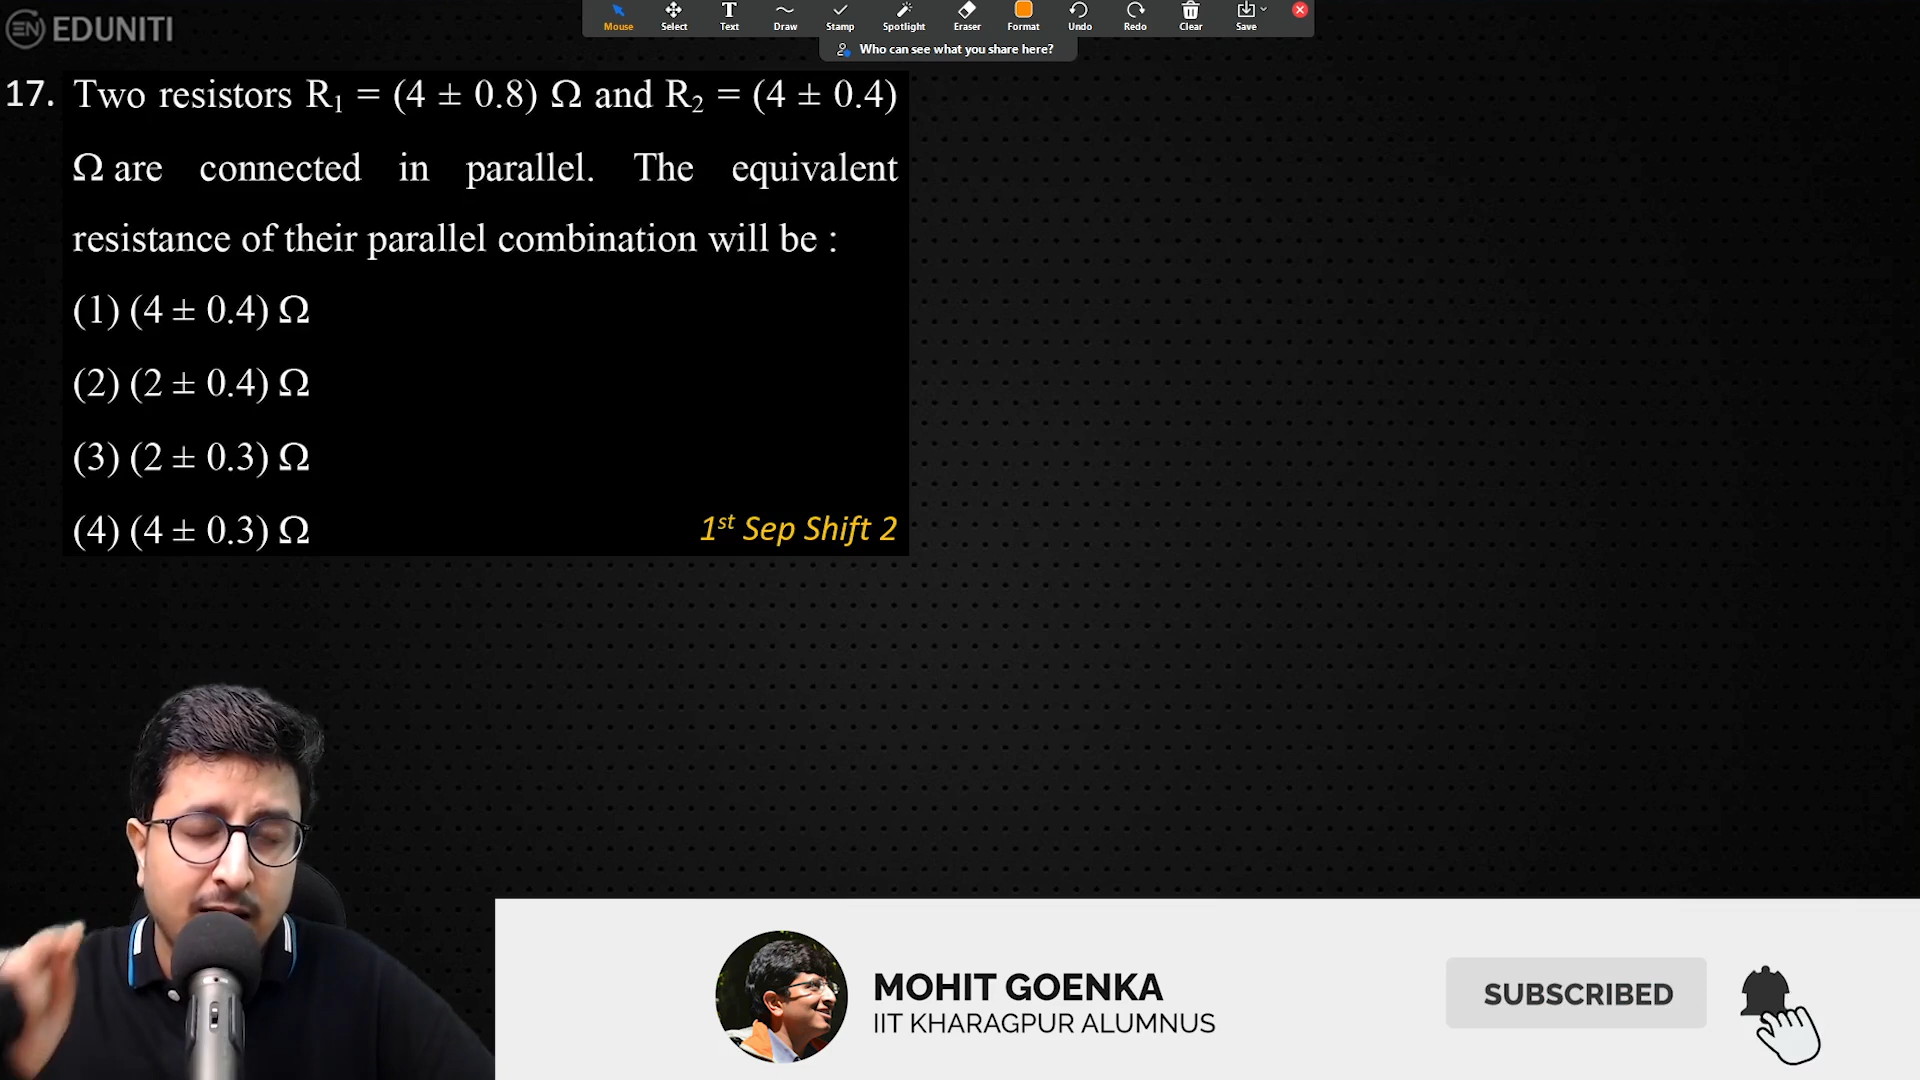 EN EDUNITI
Mouse Select Text Draw Stamp Spotlight Eraser Format Undo Redo Clear Save
Who can see what you share here?
17. Two resistors R₁ = (4 ± 0.8) Ω and R₂ = (4 ± 0.4)
Ω are connected in parallel. The equivalent
resistance of their parallel combination will be :
(1) (4 ± 0.4) Ω
(2) (2 ± 0.4) Ω
(3) (2 ± 0.3) Ω
(4) (4 ± 0.3) Ω
1st Sep Shift 2
MOHIT GOENKA
IIT KHARAGPUR ALUMNUS
SUBSCRIBED